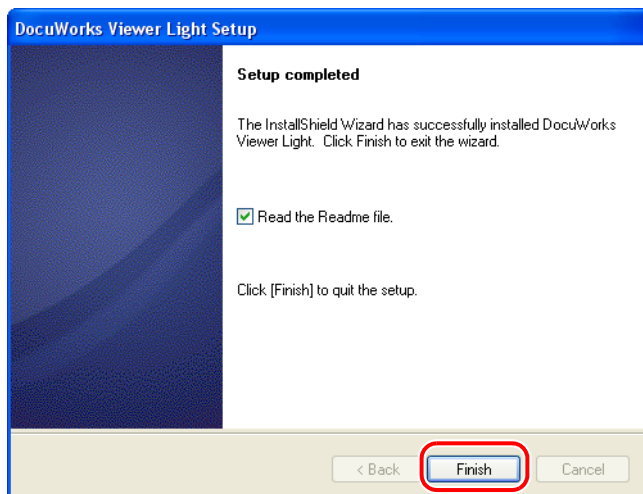 DocuWorks Viewer Light Setup
Setup completed
The InstallShield Wizard has successfully installed DocuWorks
Viewer Light. Click Finish to exit the wizard.
Read the Readme file.
Click [Finish] to quit the setup.
< Back Finish Cancel